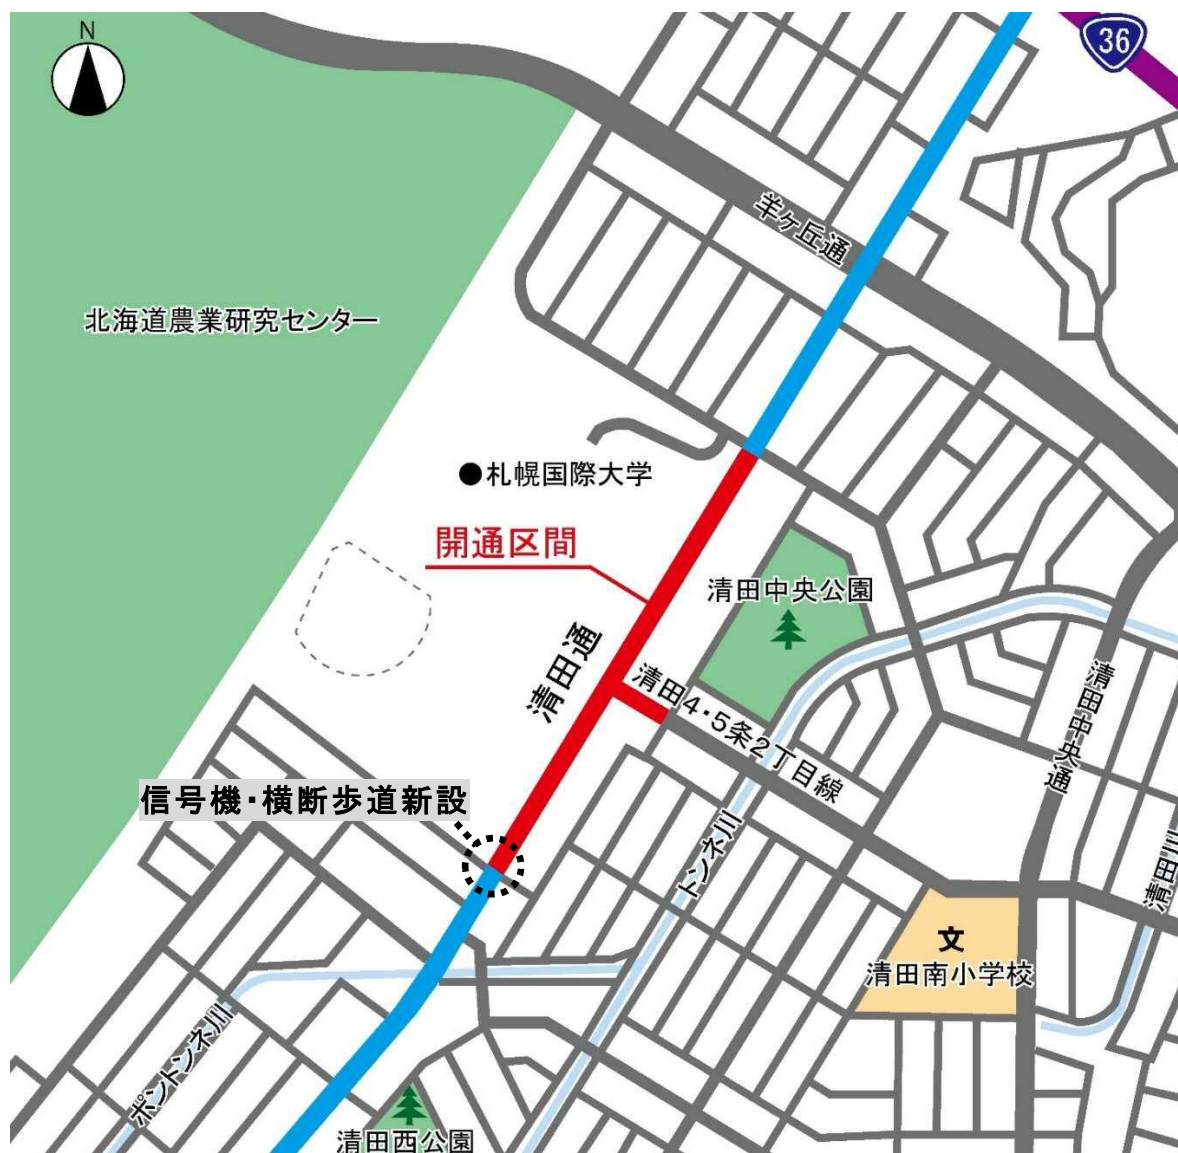 N
36
羊ヶ丘通
北海道農業研究センター
●札幌国際大学
開通区間
清田中央公園
清田通
清田4・5条2丁目線
清田中央通
信号機・横断歩道新設
トンネ川
清田川
文
清田南小学校
ポントンネ川
清田西公園